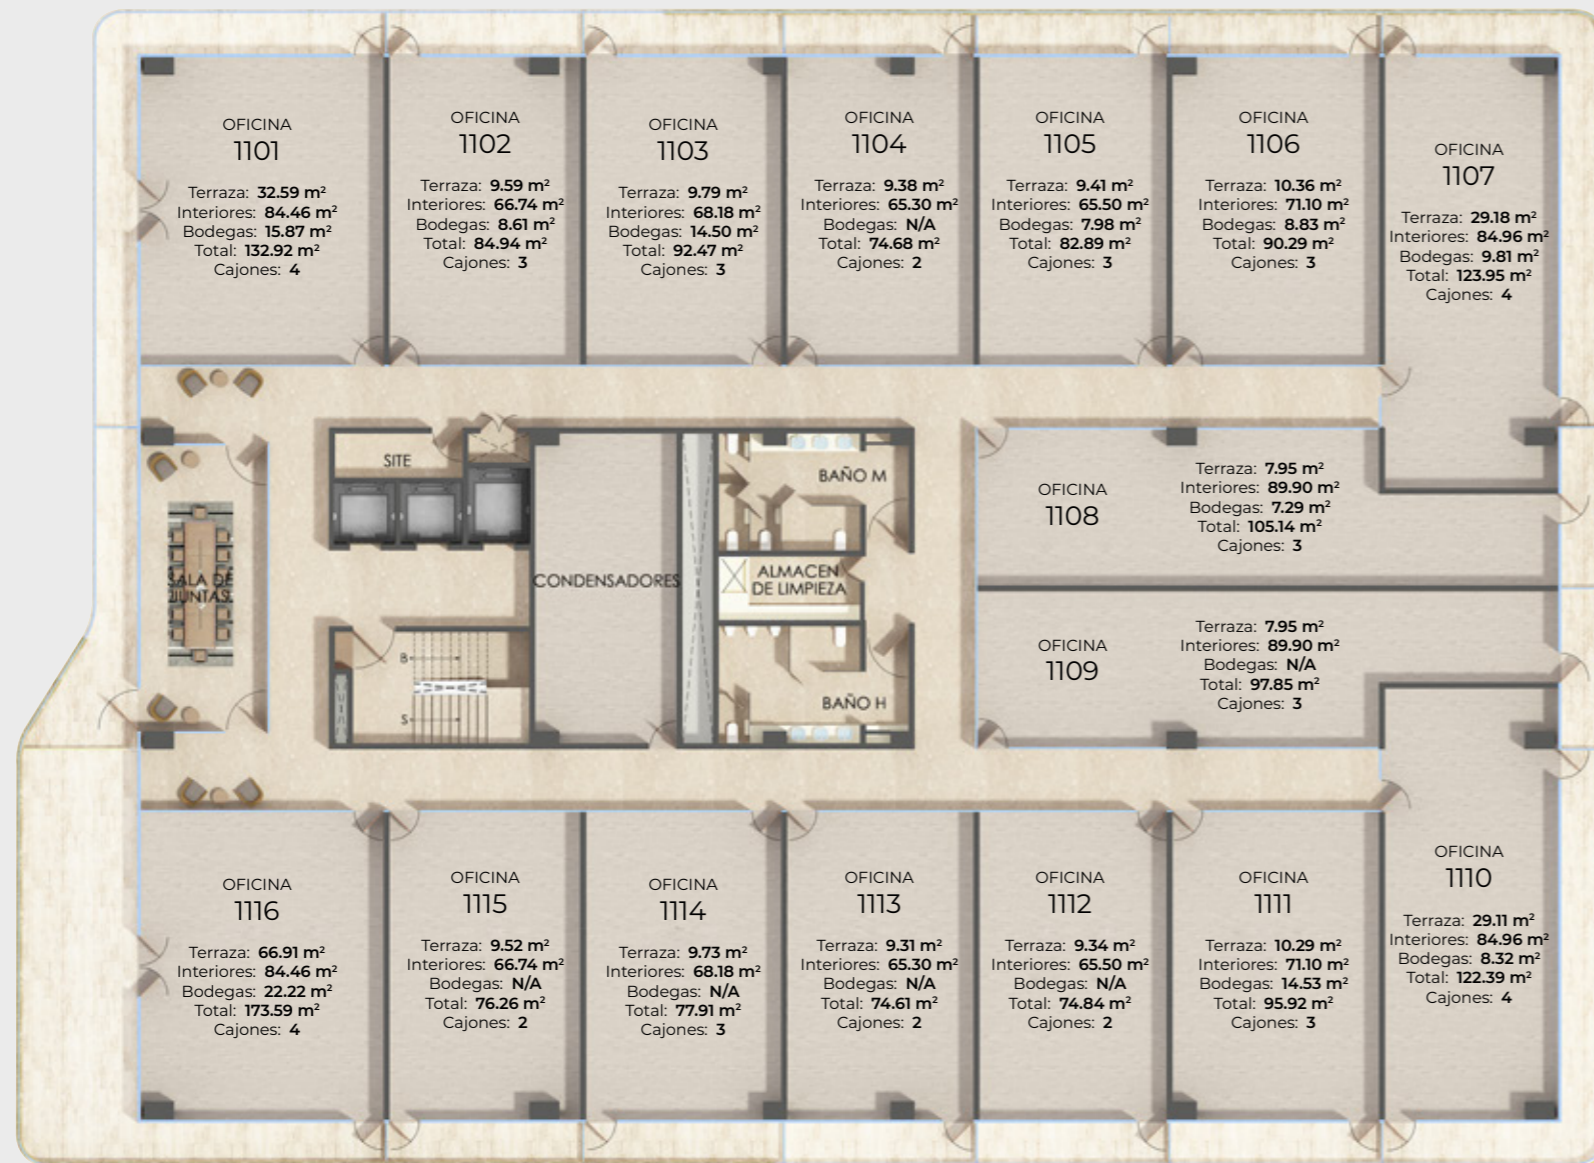 OFICINA
1101
Terraza: 32.59 m²
Interiores: 84.46 m²
Bodegas: 15.87 m²
Total: 132.92 m²
Cajones: 4
OFICINA
1102
Terraza: 9.59 m²
Interiores: 66.74 m²
Bodegas: 8.61 m²
Total: 84.94 m²
Cajones: 3
OFICINA
1103
Terraza: 9.79 m²
Interiores: 68.18 m²
Bodegas: 14.50 m²
Total: 92.47 m²
Cajones: 3
OFICINA
1104
Terraza: 9.38 m²
Interiores: 65.30 m²
Bodegas: N/A
Total: 74.68 m²
Cajones: 2
OFICINA
1105
Terraza: 9.41 m²
Interiores: 65.50 m²
Bodegas: 7.98 m²
Total: 82.89 m²
Cajones: 3
OFICINA
1106
Terraza: 10.36 m²
Interiores: 71.10 m²
Bodegas: 8.83 m²
Total: 90.29 m²
Cajones: 3
OFICINA
1107
Terraza: 29.18 m²
Interiores: 84.96 m²
Bodegas: 9.81 m²
Total: 123.95 m²
Cajones: 4
SITE
CONDENSADORES
BAÑO M
ALMACEN
DE LIMPIEZA
BAÑO H
SALA DE
JUNTAS
B
S
OFICINA
1108
Terraza: 7.95 m²
Interiores: 89.90 m²
Bodegas: 7.29 m²
Total: 105.14 m²
Cajones: 3
OFICINA
1109
Terraza: 7.95 m²
Interiores: 89.90 m²
Bodegas: N/A
Total: 97.85 m²
Cajones: 3
OFICINA
1116
Terraza: 66.91 m²
Interiores: 84.46 m²
Bodegas: 22.22 m²
Total: 173.59 m²
Cajones: 4
OFICINA
1115
Terraza: 9.52 m²
Interiores: 66.74 m²
Bodegas: N/A
Total: 76.26 m²
Cajones: 2
OFICINA
1114
Terraza: 9.73 m²
Interiores: 68.18 m²
Bodegas: N/A
Total: 77.91 m²
Cajones: 3
OFICINA
1113
Terraza: 9.31 m²
Interiores: 65.30 m²
Bodegas: N/A
Total: 74.61 m²
Cajones: 2
OFICINA
1112
Terraza: 9.34 m²
Interiores: 65.50 m²
Bodegas: N/A
Total: 74.84 m²
Cajones: 2
OFICINA
1111
Terraza: 10.29 m²
Interiores: 71.10 m²
Bodegas: 14.53 m²
Total: 95.92 m²
Cajones: 3
OFICINA
1110
Terraza: 29.11 m²
Interiores: 84.96 m²
Bodegas: 8.32 m²
Total: 122.39 m²
Cajones: 4